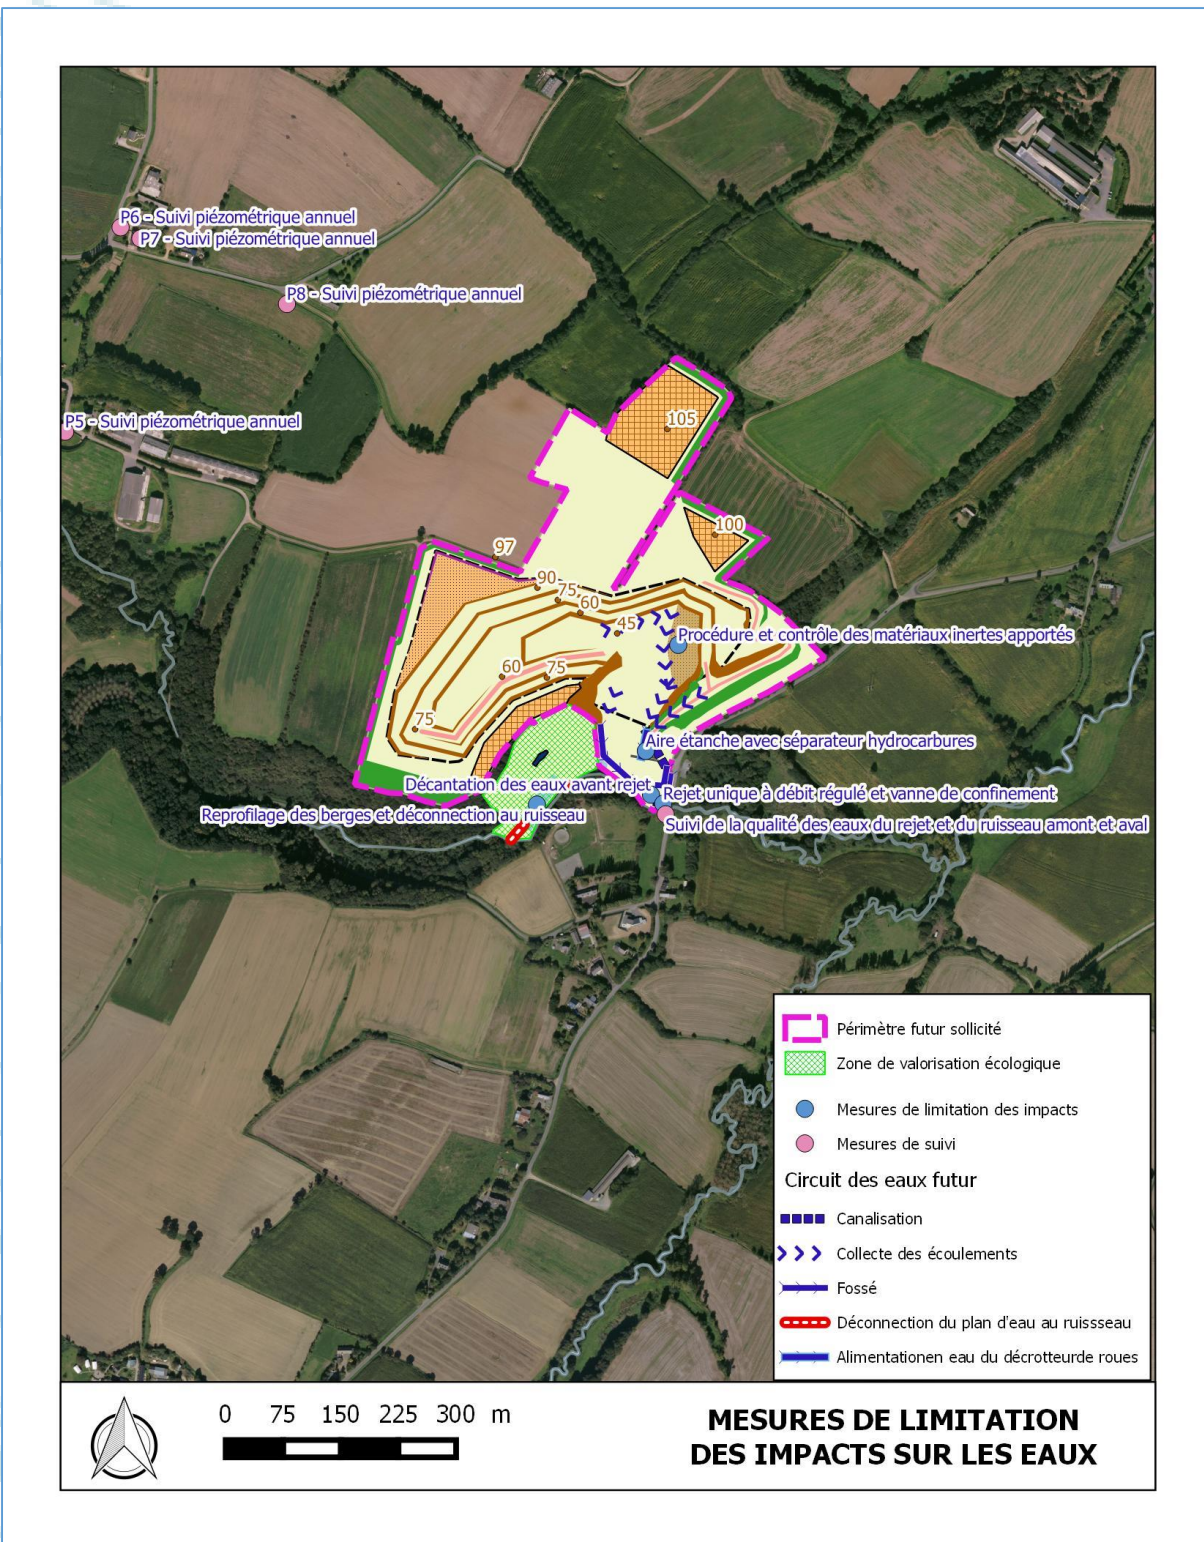 P6 - Suivi piézométrique annuel
P7 - Suivi piézométrique annuel
P8 - Suivi piézométrique annuel
P5 - Suivi piézométrique annuel
105
100
97
90
75
60
45
Procédure et contrôle des matériaux inertes apportés
60
75
75
Aire étanche avec séparateur hydrocarbures
Décantation des eaux avant rejet
Rejet unique à débit régulé et vanne de confinement
Reprofilage des berges et déconnection au ruisseau
Suivi de la qualité des eaux du rejet et du ruisseau amont et aval
Périmètre futur sollicité
Zone de valorisation écologique
Mesures de limitation des impacts
Mesures de suivi
Circuit des eaux futur
Canalisation
Collecte des écoulements
Fossé
Déconnection du plan d'eau au ruissseau
Alimentationen eau du décrotteurde roues
0 75 150 225 300 m
MESURES DE LIMITATION
DES IMPACTS SUR LES EAUX